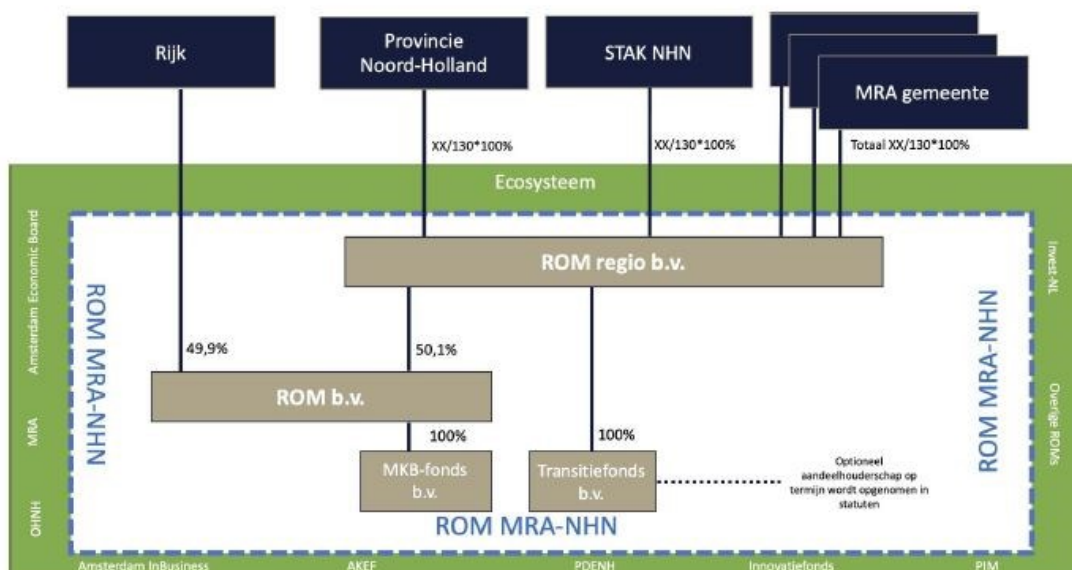 Rijk
Provincie
Noord-Holland
STAK NHN
MRA gemeente
XX/130*100%
XX/130*100%
Totaal XX/130*100%
Ecosysteem
Amsterdam Economic Board
MRA
OHNH
ROM MRA-NHN
ROM regio b.v.
49,9%
50,1%
ROM b.v.
100%
100%
MKB-fonds
b.v.
Transitiefonds
b.v.
Optioneel
aandeelhouderschap op
termijn wordt opgenomen in
statuten
ROM MRA-NHN
ROM MRA-NHN
Invest-NL
Overige ROMs
Amsterdam InBusiness
AKEF
PDENH
Innovatiefonds
PIM